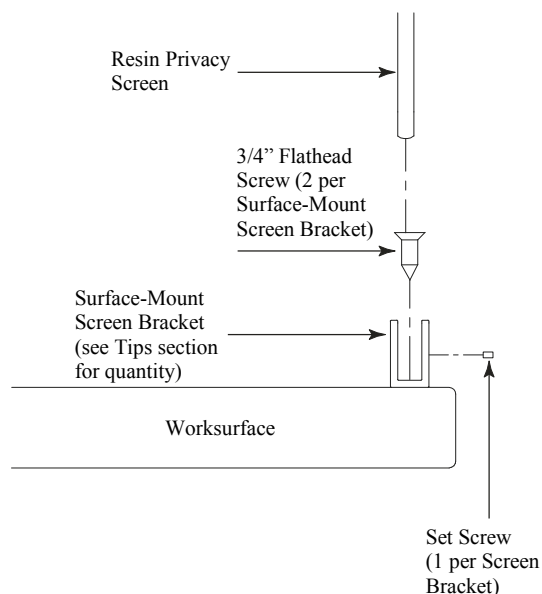 Resin Privacy
Screen
3/4” Flathead
Screw (2 per
Surface-Mount
Screen Bracket)
Surface-Mount
Screen Bracket
(see Tips section
for quantity)
Worksurface
Set Screw
(1 per Screen
Bracket)